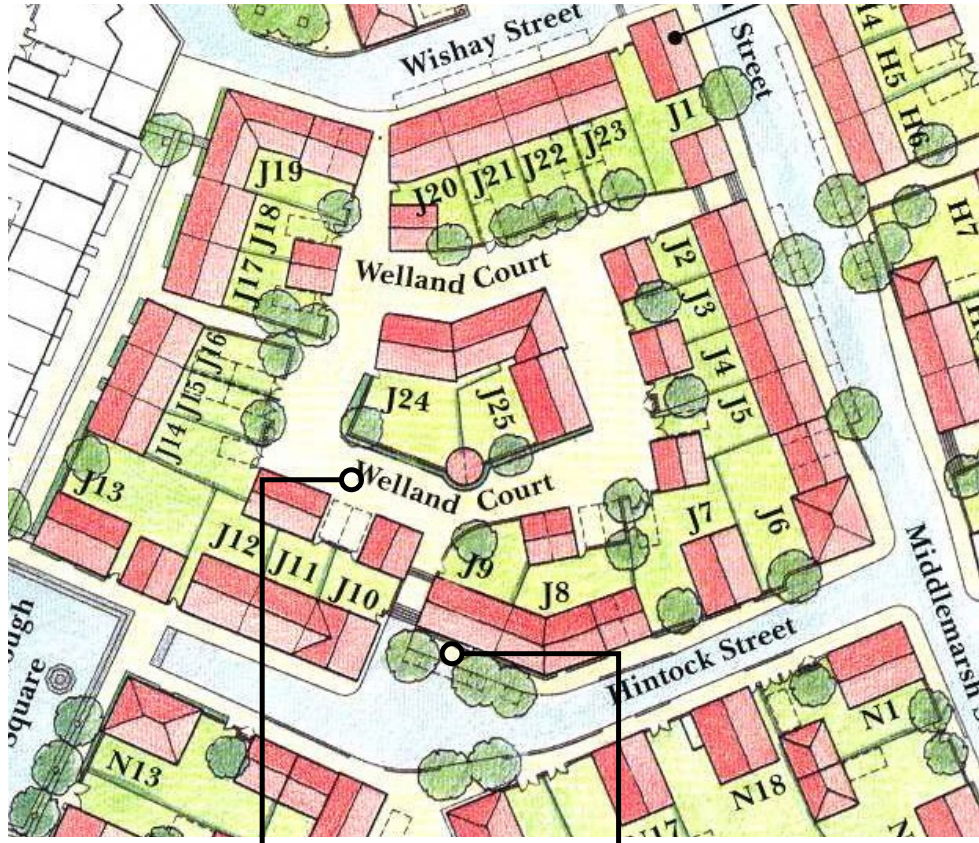 Wishay Street
Street
H4
H5
H6
H7
J1
J19
J20
J21
J22
J23
J18
J17
J2
J3
J4
J5
Welland Court
J16
J15
J14
J24
J25
J13
Welland Court
J12
J11
J10
J9
J8
J7
J6
Middlemarsh
Hintock Street
Square
N13
N1
N18
N17